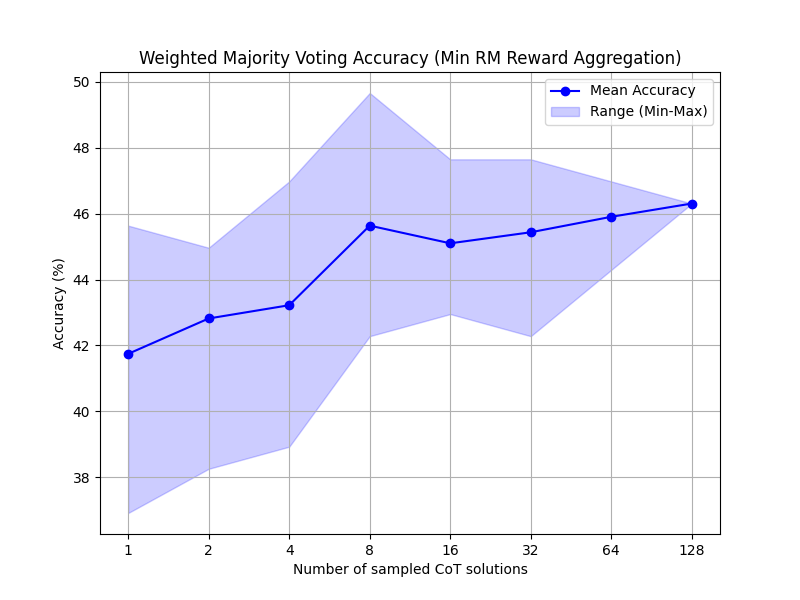 Weighted Majority Voting Accuracy (Min RM Reward Aggregation)
Mean Accuracy
Range (Min-Max)
Accuracy (%)
50
48
46
44
42
40
38
1 2 4 8 16 32 64 128
Number of sampled CoT solutions